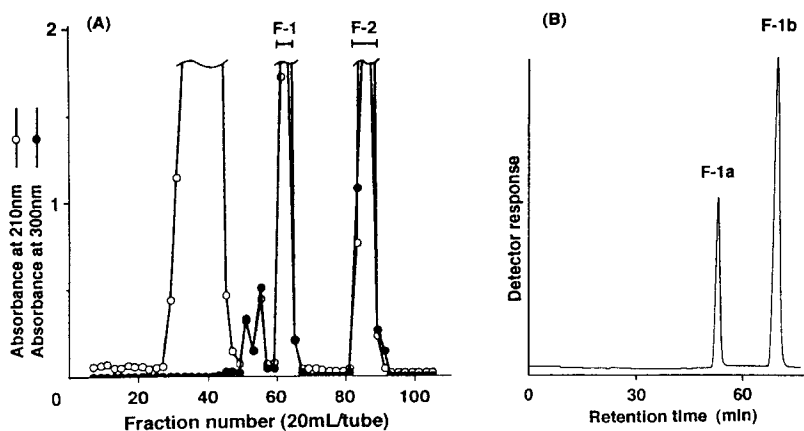 (A)
F-1
F-2
2
1
0
Absorbance at 210nm
Absorbance at 300nm
20
40
60
80
100
Fraction number (20mL/tube)
(B)
F-1b
F-1a
Detector response
0
60
Retention time (min)